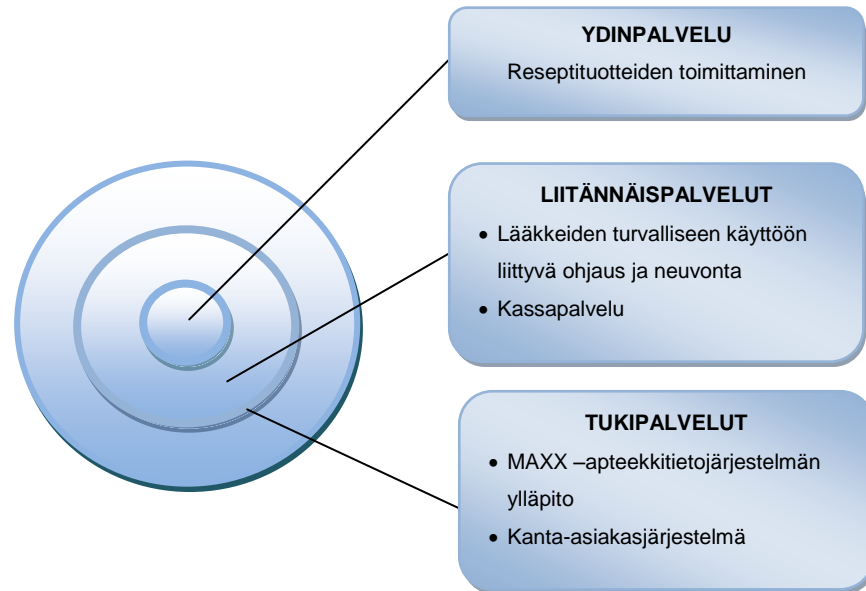 YDINPALVELU
Reseptituotteiden toimittaminen
LIITÄNNÄISPALVELUT
• Lääkkeiden turvalliseen käyttöön
liittyvä ohjaus ja neuvonta
• Kassapalvelu
TUKIPALVELUT
• MAXX –apteekkitietojärjestelmän
ylläpito
• Kanta-asiakasjärjestelmä